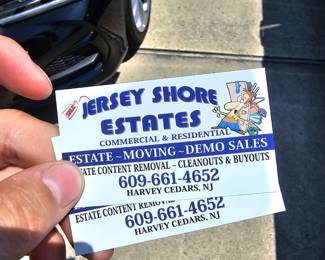 JERSEY SHORE
ESTATES
COMMERCIAL & RESIDENTIAL
ESTATE ~ MOVING ~ DEMO SALES
ESTATE CONTENT REMOVAL ~ CLEANOUTS & BUYOUTS
609-661-4652
HARVEY CEDARS, NJ
ESTATE CONTENT REMOVAL
609-661-4652
HARVEY CEDARS, NJ